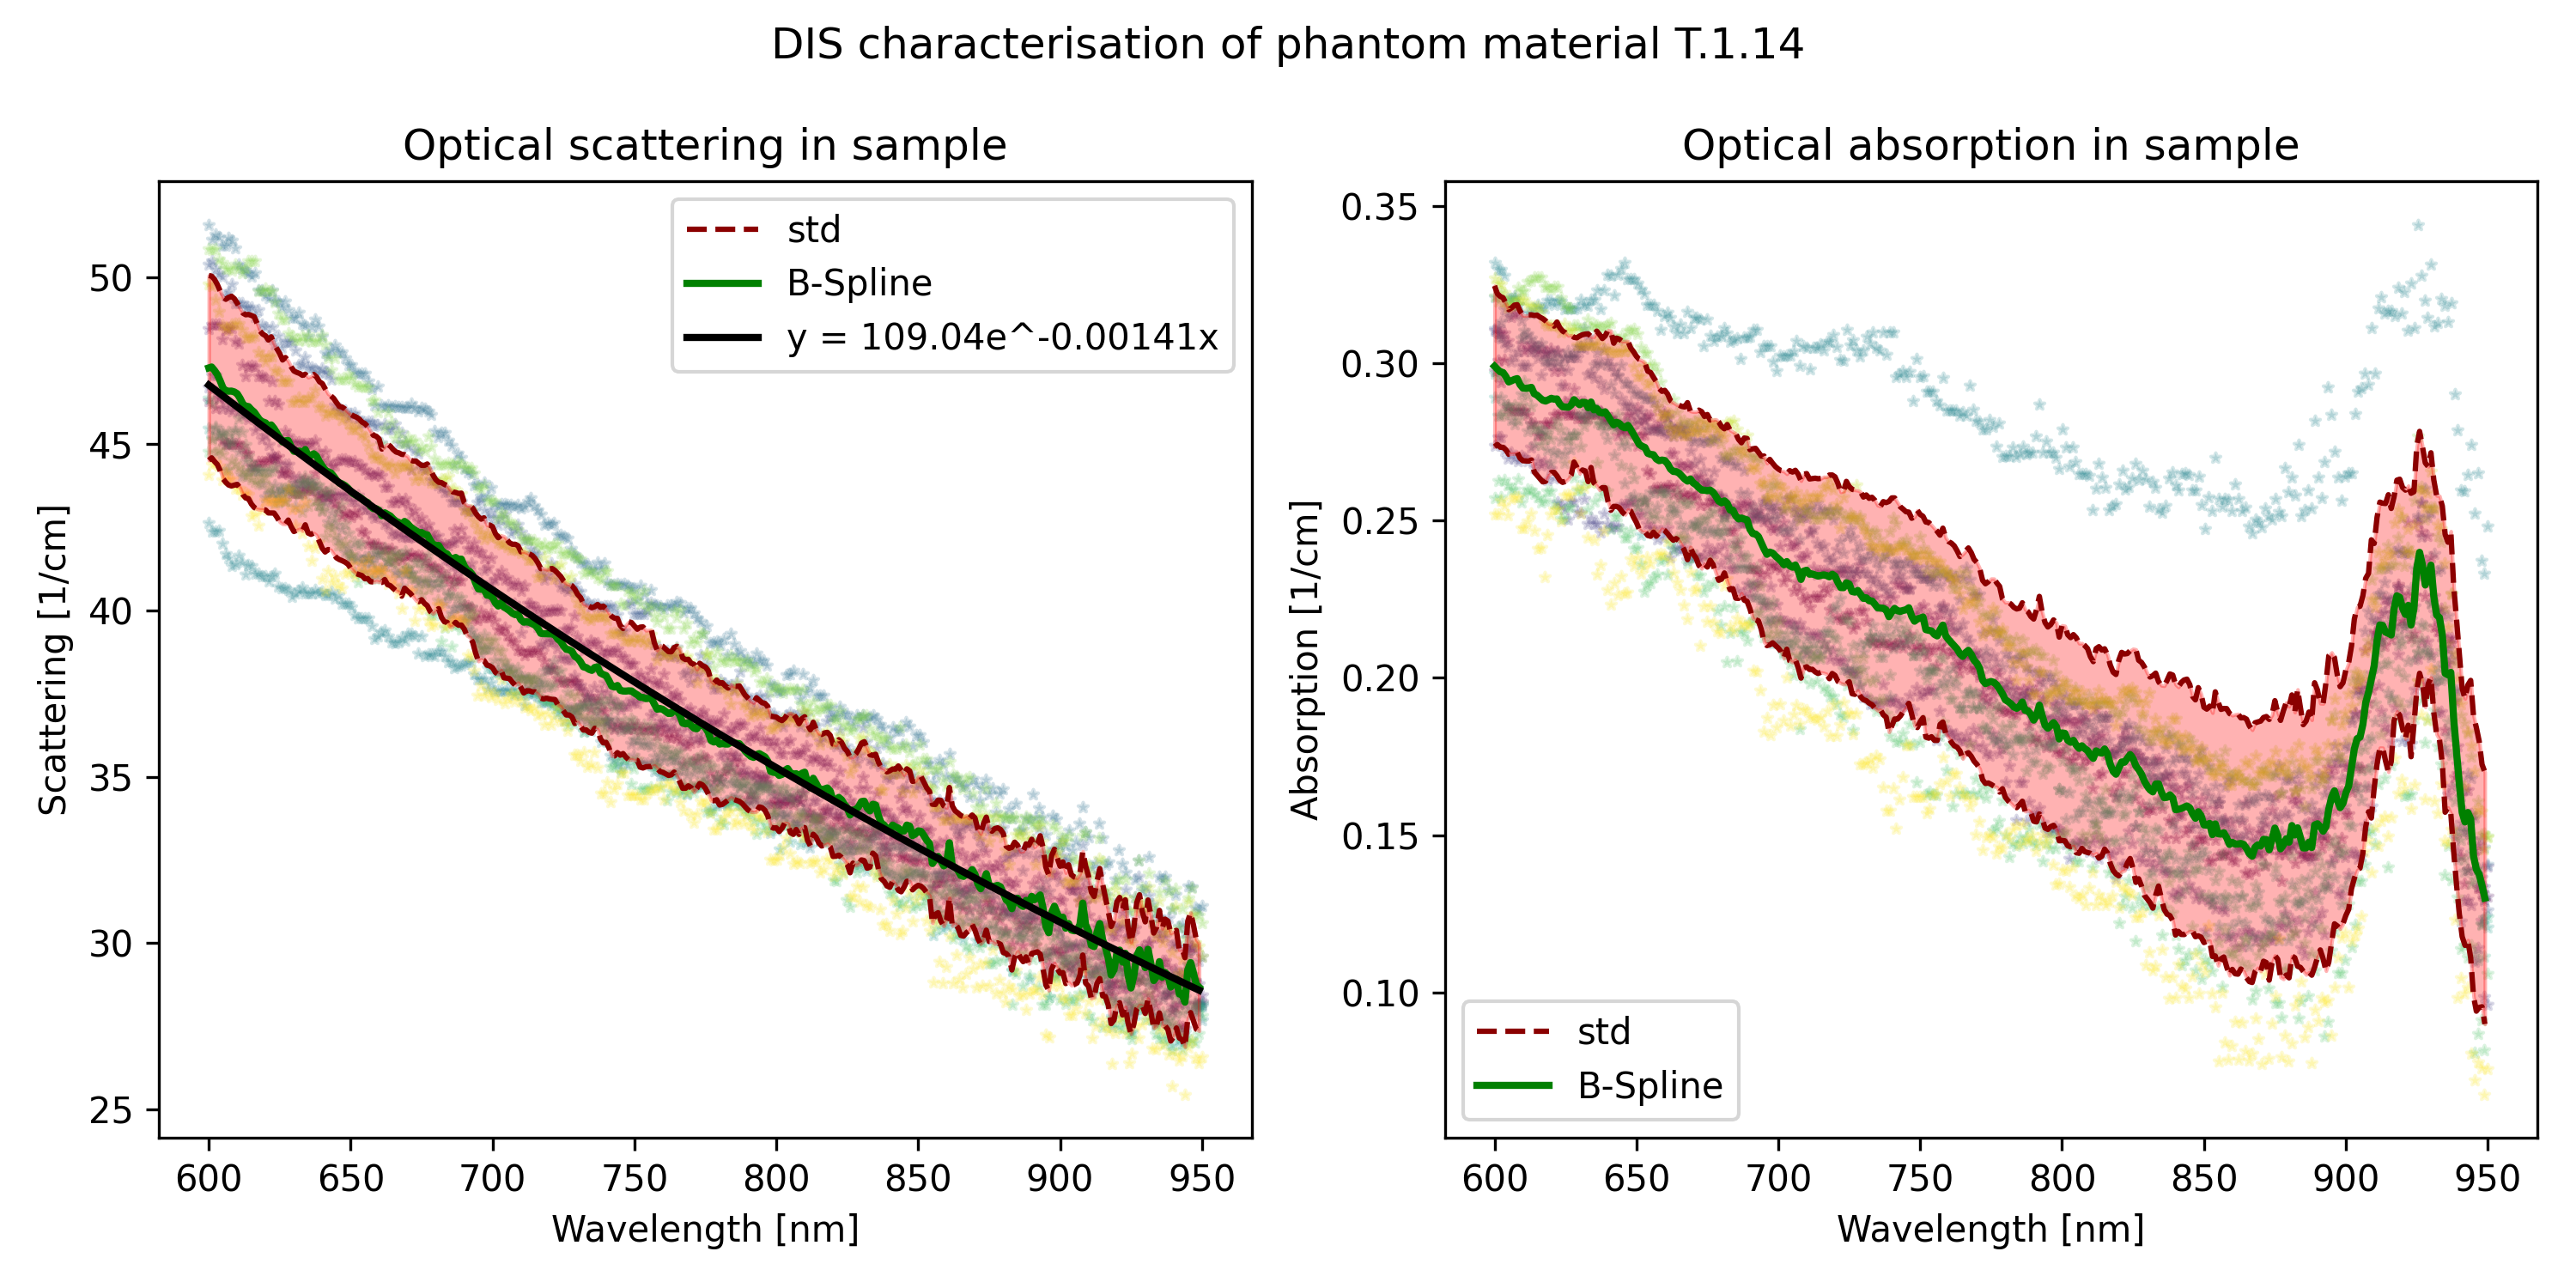 DIS characterisation of phantom material T.1.14
Optical scattering in sample
Scattering [1/cm]
50
45
40
35
30
25
std
B-Spline
y = 109.04e^-0.00141x
600 650 700 750 800 850 900 950
Wavelength [nm]
Optical absorption in sample
Absorption [1/cm]
0.35
0.30
0.25
0.20
0.15
0.10
std
B-Spline
600 650 700 750 800 850 900 950
Wavelength [nm]